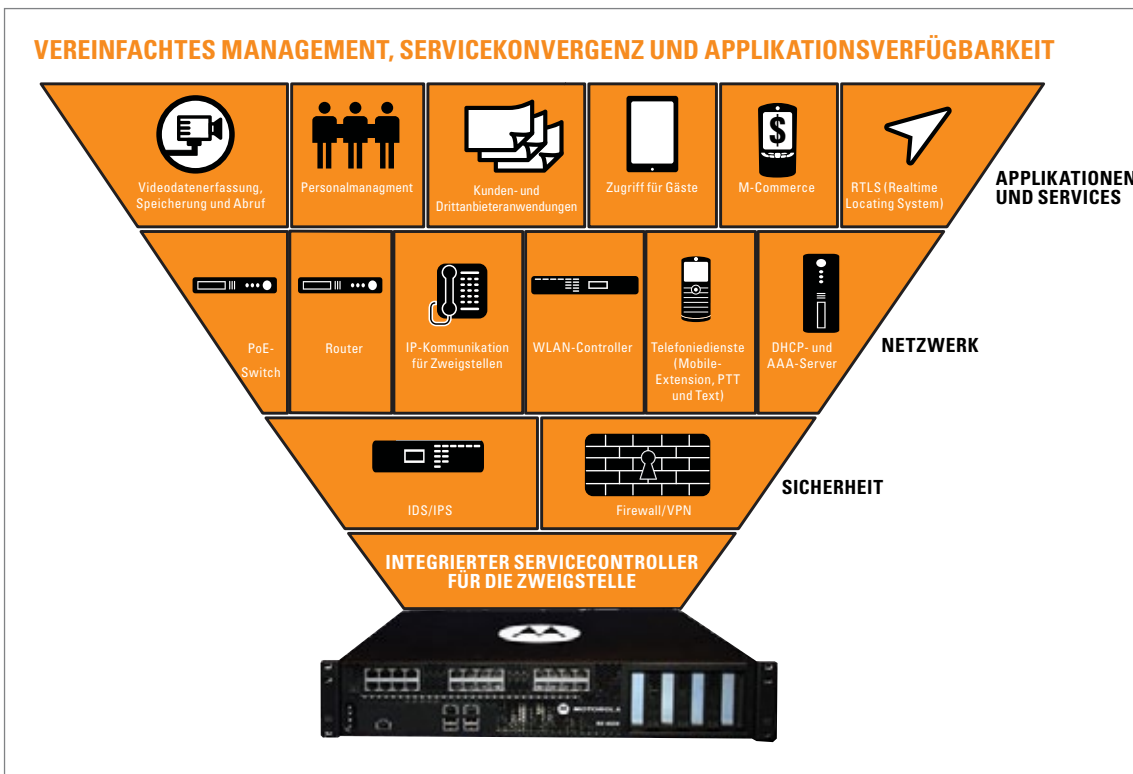 VEREINFACHTES MANAGEMENT, SERVICEKONVERGENZ UND APPLIKATIONSVERFÜGBARKEIT
Videodatenerfassung,
Speicherung und Abruf
Personalmanagment
Kunden- und
Drittanbieteranwendungen
Zugriff für Gäste
$
M-Commerce
RTLS (Realtime
Locating System)
APPLIKATIONEN
UND SERVICES
PoE-
Switch
Router
IP-Kommunikation
für Zweigstellen
WLAN-Controller
Telefoniedienste
(Mobile-
Extension, PTT
und Text)
DHCP- und
AAA-Server
NETZWERK
IDS/IPS
Firewall/VPN
SICHERHEIT
INTEGRIERTER SERVICECONTROLLER
FÜR DIE ZWEIGSTELLE
MOTOROLA